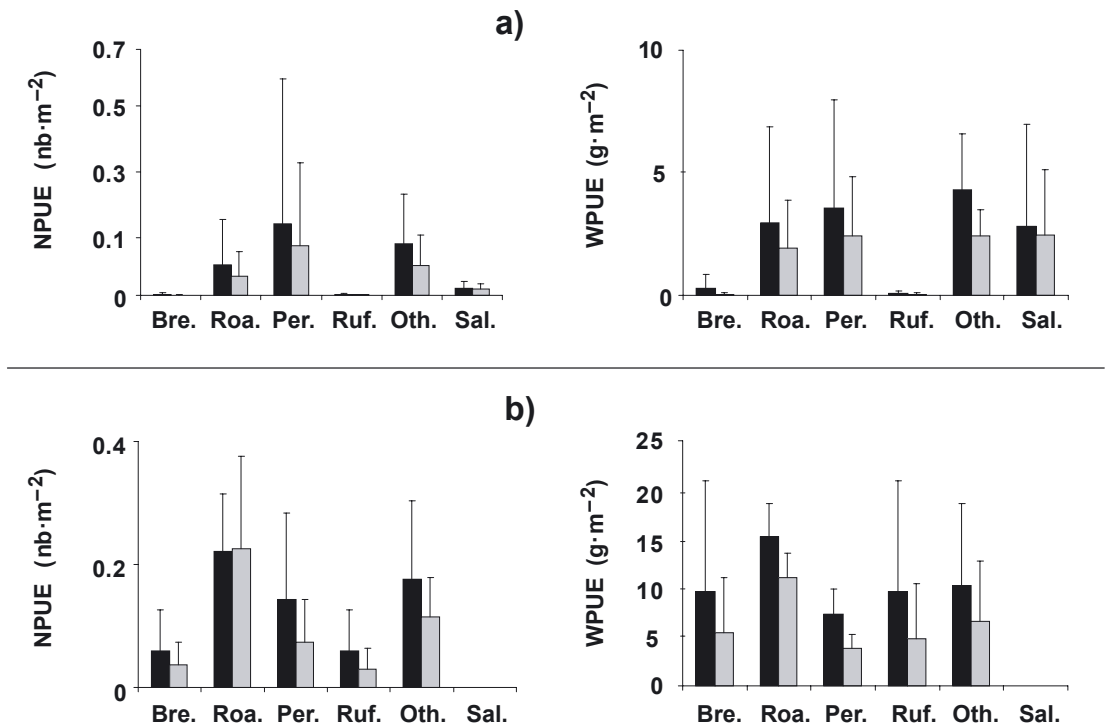 a)
NPUE (nb·m−2)
0.7
0.5
0.3
0.1
0
Bre. Roa. Per. Ruf. Oth. Sal.
WPUE (g·m−2)
10
5
0
Bre. Roa. Per. Ruf. Oth. Sal.
b)
NPUE (nb·m−2)
0.4
0.2
0
Bre. Roa. Per. Ruf. Oth. Sal.
WPUE (g·m−2)
25
20
15
10
5
0
Bre. Roa. Per. Ruf. Oth. Sal.